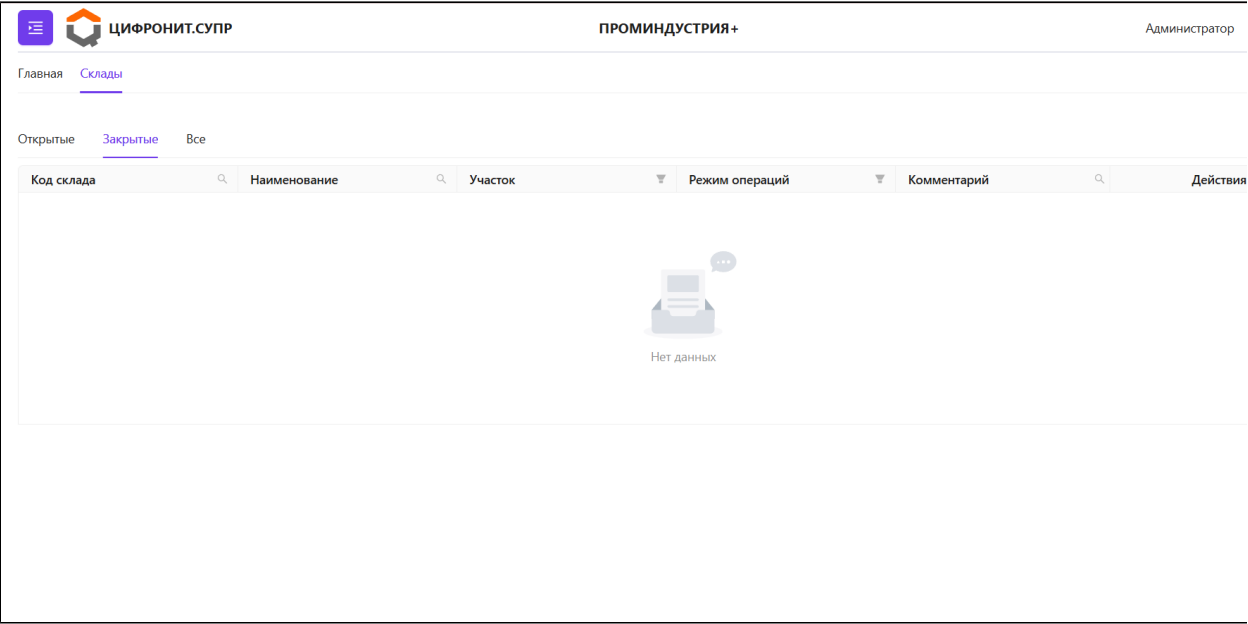 ЦИФРОНИТ.СУПР ПРОМИНДУСТРИЯ+ Администратор
Главная Склады
Открытые Закрытые Все
Код склада Наименование Участок Режим операций Комментарий Действия
Нет данных